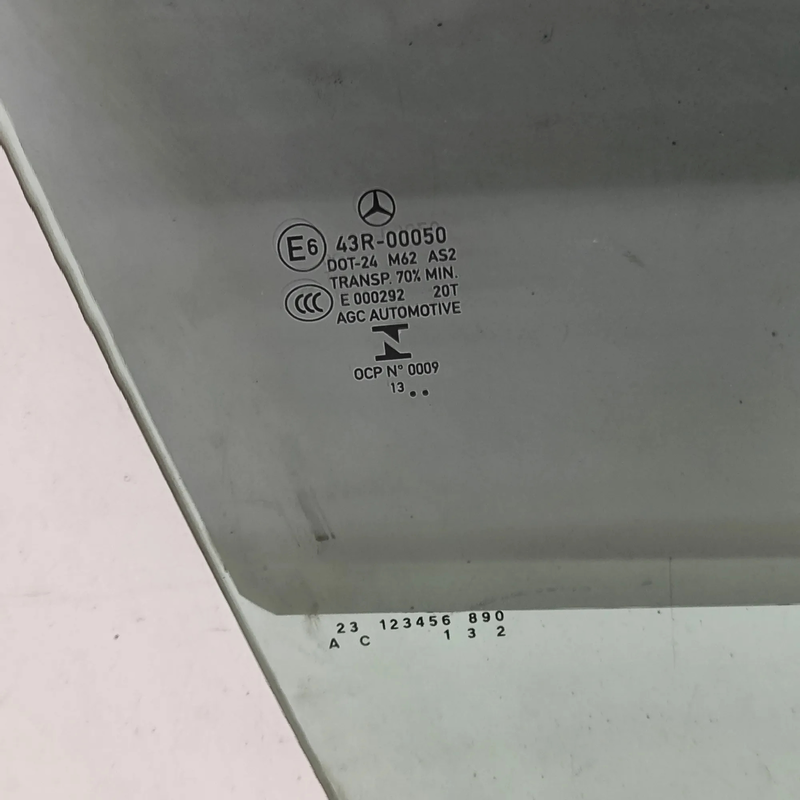 E6 43R-00050
DOT-24 M62 AS2
TRANSP. 70% MIN.
CCC E 000292 20T
AGC AUTOMOTIVE
OCP N° 0009
13 ..
23 123456 890
A C 1 3 2